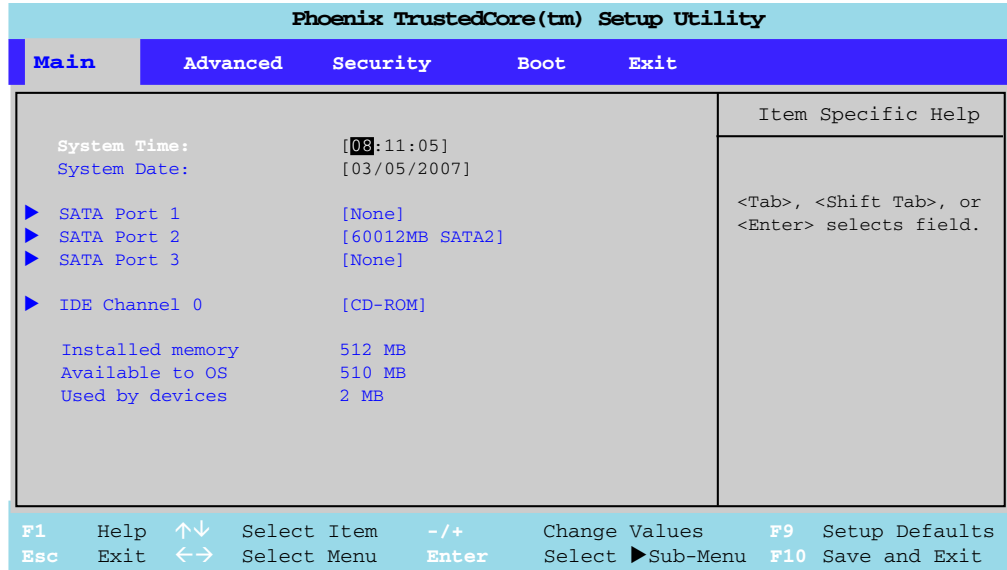 Phoenix TrustedCore(tm) Setup Utility
Main Advanced Security Boot Exit
Item Specific Help
System Time: [08:11:05]
System Date: [03/05/2007]
<Tab>, <Shift Tab>, or
<Enter> selects field.
▶ SATA Port 1 [None]
▶ SATA Port 2 [60012MB SATA2]
▶ SATA Port 3 [None]
▶ IDE Channel 0 [CD-ROM]
Installed memory 512 MB
Available to OS 510 MB
Used by devices 2 MB
F1 Help ↑↓ Select Item -/+ Change Values F9 Setup Defaults
Esc Exit ←→ Select Menu Enter Select ▶Sub-Menu F10 Save and Exit